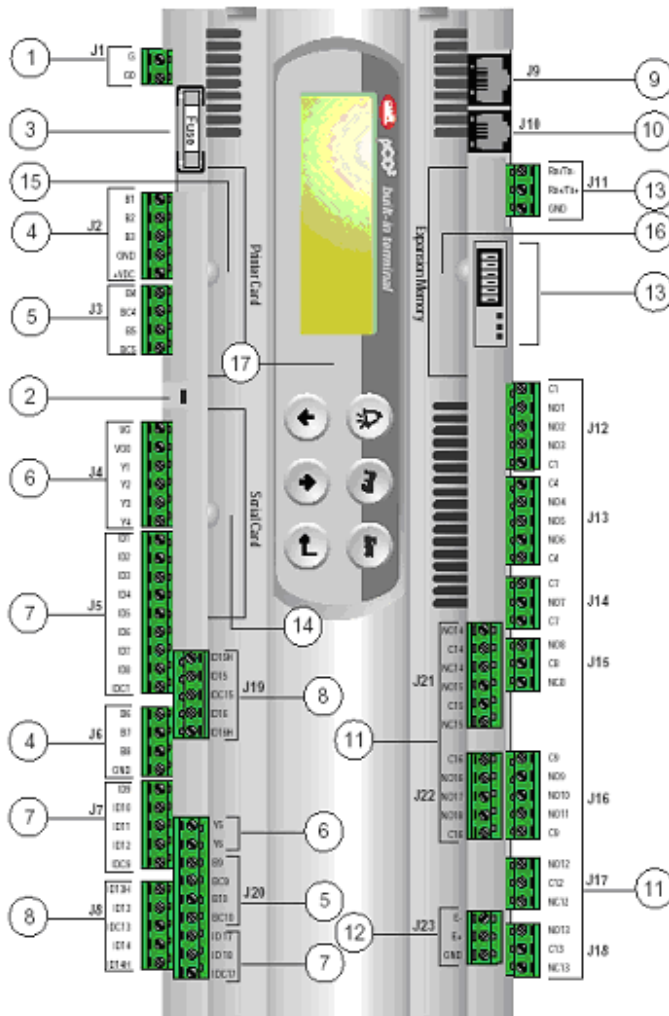 1
J1
G
G0
3
Fuse
15
4
J2
B1
B2
B3
GND
+VDC
5
J3
B4
BC4
B5
BC5
2
6
J4
VG
VG0
Y1
Y2
Y3
Y4
7
J5
ID1
ID2
ID3
ID4
ID5
ID6
ID7
ID8
IDC1
4
J6
B6
B7
B8
GND
7
J7
ID9
ID10
ID11
ID12
IDC9
8
J8
ID13H
ID13
IDC13
ID14
ID14H
Printer Card
Serial Card
17
14
built-in terminal
Expansion Memory
J19
ID15H
ID15
IDC15
ID16
ID16H
8
J20
Y5
Y6
B9
BC9
B10
BC10
ID17
ID18
IDC17
6
5
7
J9
9
J10
10
J11
Rx/Tx-
Rx+/Tx+
GND
13
16
13
J12
C1
NO1
NO2
NO3
C1
J13
C4
NO4
NO5
NO6
C4
J14
C7
NO7
C7
J15
NO8
C8
NC8
J21
NO14
C14
NC14
NO15
C15
NC15
11
J22
C16
NO16
NO17
NO18
C16
J16
C9
NO9
NO10
NO11
C9
J17
NO12
C12
NC12
11
J18
NO13
C13
NC13
12
J23
E-
E+
GND